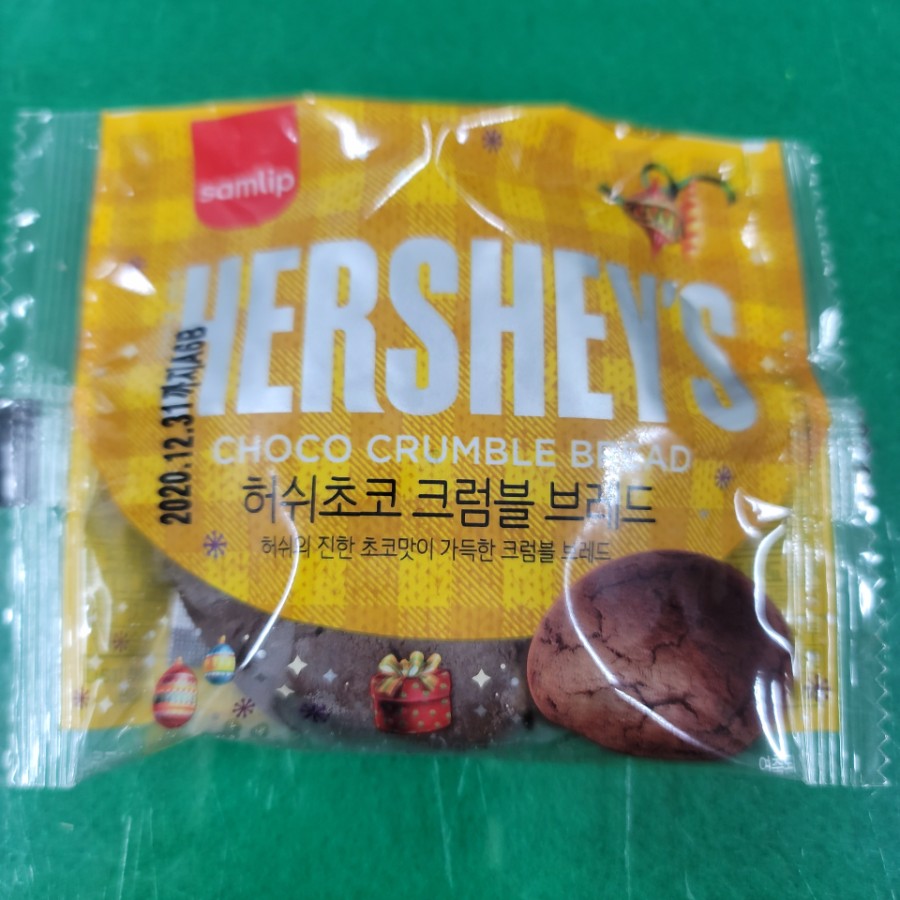 samlip
HERSHEY'S
CHOCO CRUMBLE BREAD
허쉬초코 크럼블 브레드
허쉬의 진한 초코맛이 가득한 크럼블 브레드
2020.12.31까지A6B